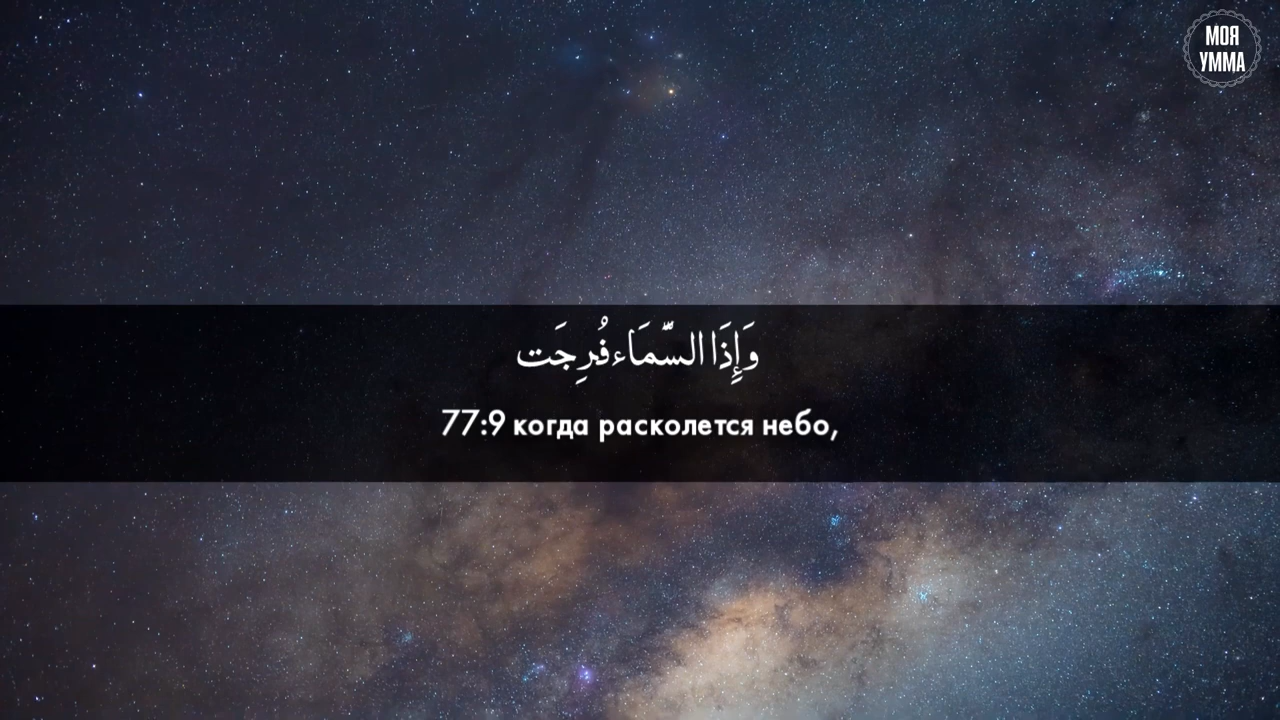 МОЯ
УММА
وَإِذَا السَّمَاء فُرِجَت
77:9 когда расколется небо,